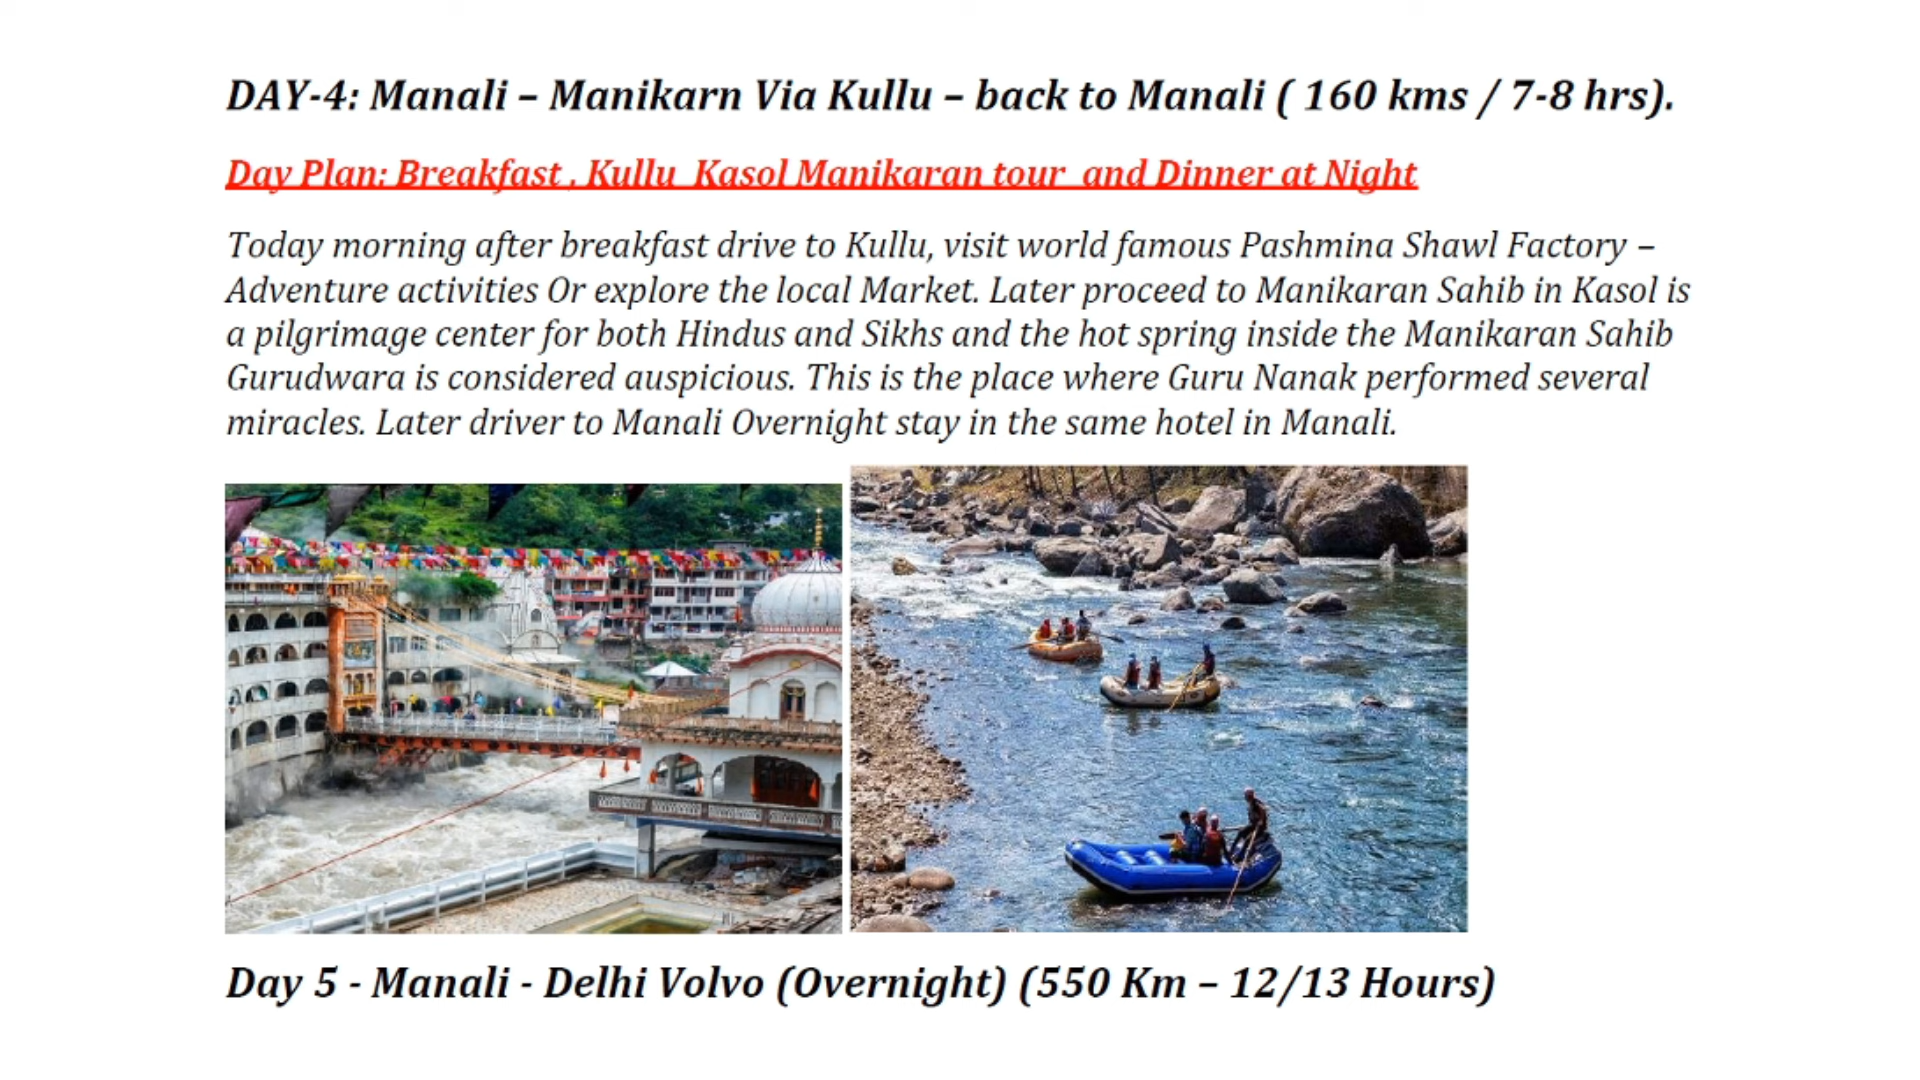 DAY-4: Manali – Manikarn Via Kullu – back to Manali ( 160 kms / 7-8 hrs).
Day Plan: Breakfast , Kullu Kasol Manikaran tour and Dinner at Night
Today morning after breakfast drive to Kullu, visit world famous Pashmina Shawl Factory –
Adventure activities Or explore the local Market. Later proceed to Manikaran Sahib in Kasol is
a pilgrimage center for both Hindus and Sikhs and the hot spring inside the Manikaran Sahib
Gurudwara is considered auspicious. This is the place where Guru Nanak performed several
miracles. Later driver to Manali Overnight stay in the same hotel in Manali.
Day 5 - Manali - Delhi Volvo (Overnight) (550 Km – 12/13 Hours)